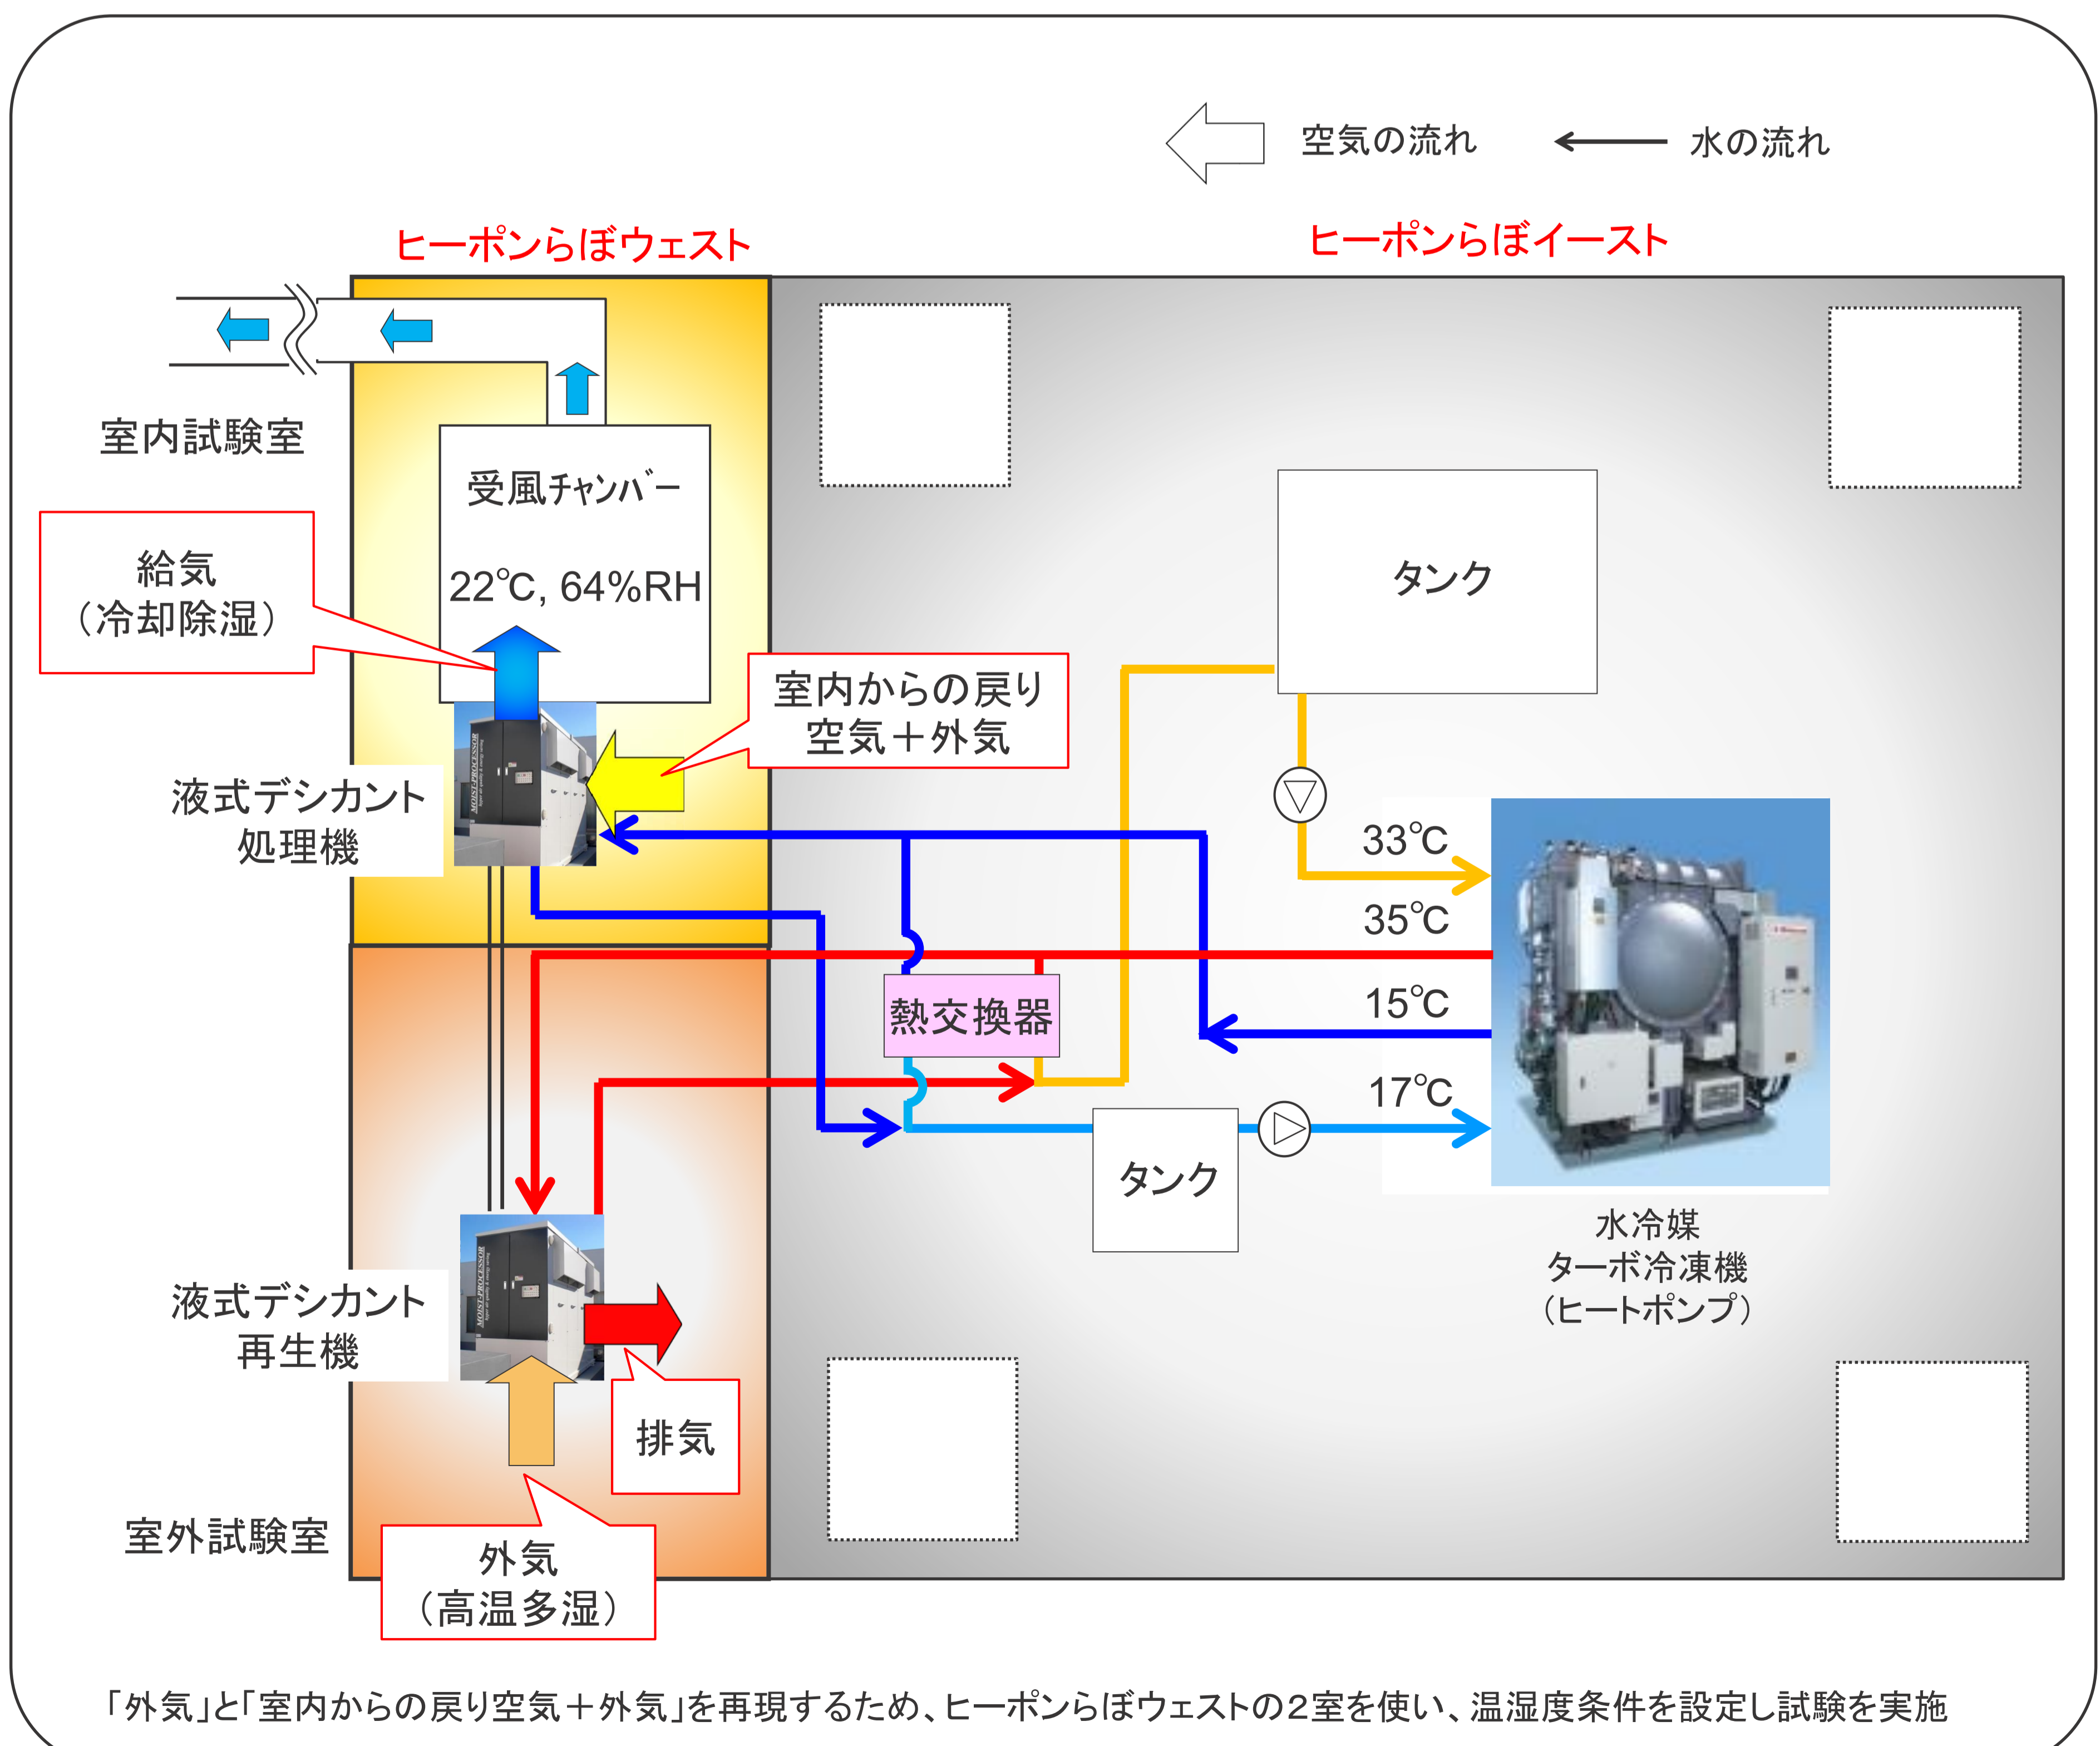 空気の流れ
水の流れ
ヒーポンらぼウェスト
ヒーポンらぼイースト
室内試験室
受風ﾁｬﾝﾊﾞｰ
22℃, 64%RH
給気
（冷却除湿）
タンク
室内からの戻り
空気＋外気
液式デシカント
処理機
MOIST-PROCESSOR
33℃
35℃
熱交換器
15℃
17℃
タンク
水冷媒
ターボ冷凍機
（ヒートポンプ）
液式デシカント
再生機
MOIST-PROCESSOR
排気
室外試験室
外気
（高温多湿）
「外気」と「室内からの戻り空気＋外気」を再現するため、ヒーポンらぼウェストの２室を使い、温湿度条件を設定し試験を実施